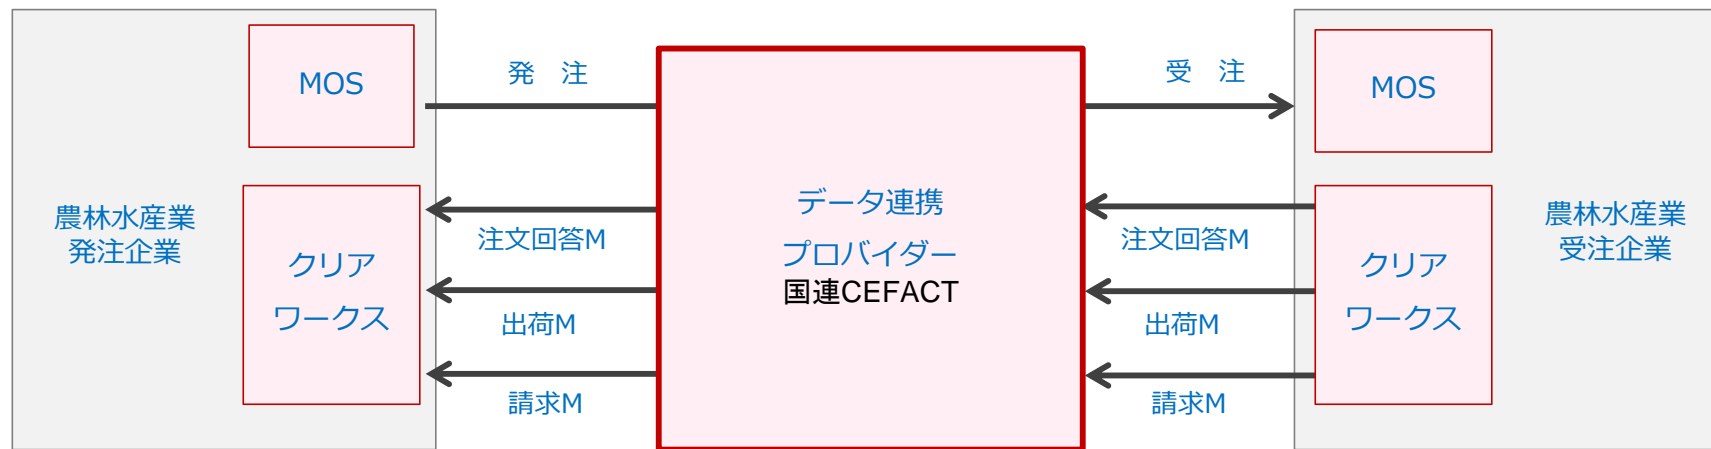 MOS
農林水産業
発注企業
クリア
ワークス
発　注
注文回答M
出荷M
請求M
データ連携
プロバイダー
国連CEFACT
受　注
注文回答M
出荷M
請求M
MOS
クリア
ワークス
農林水産業
受注企業